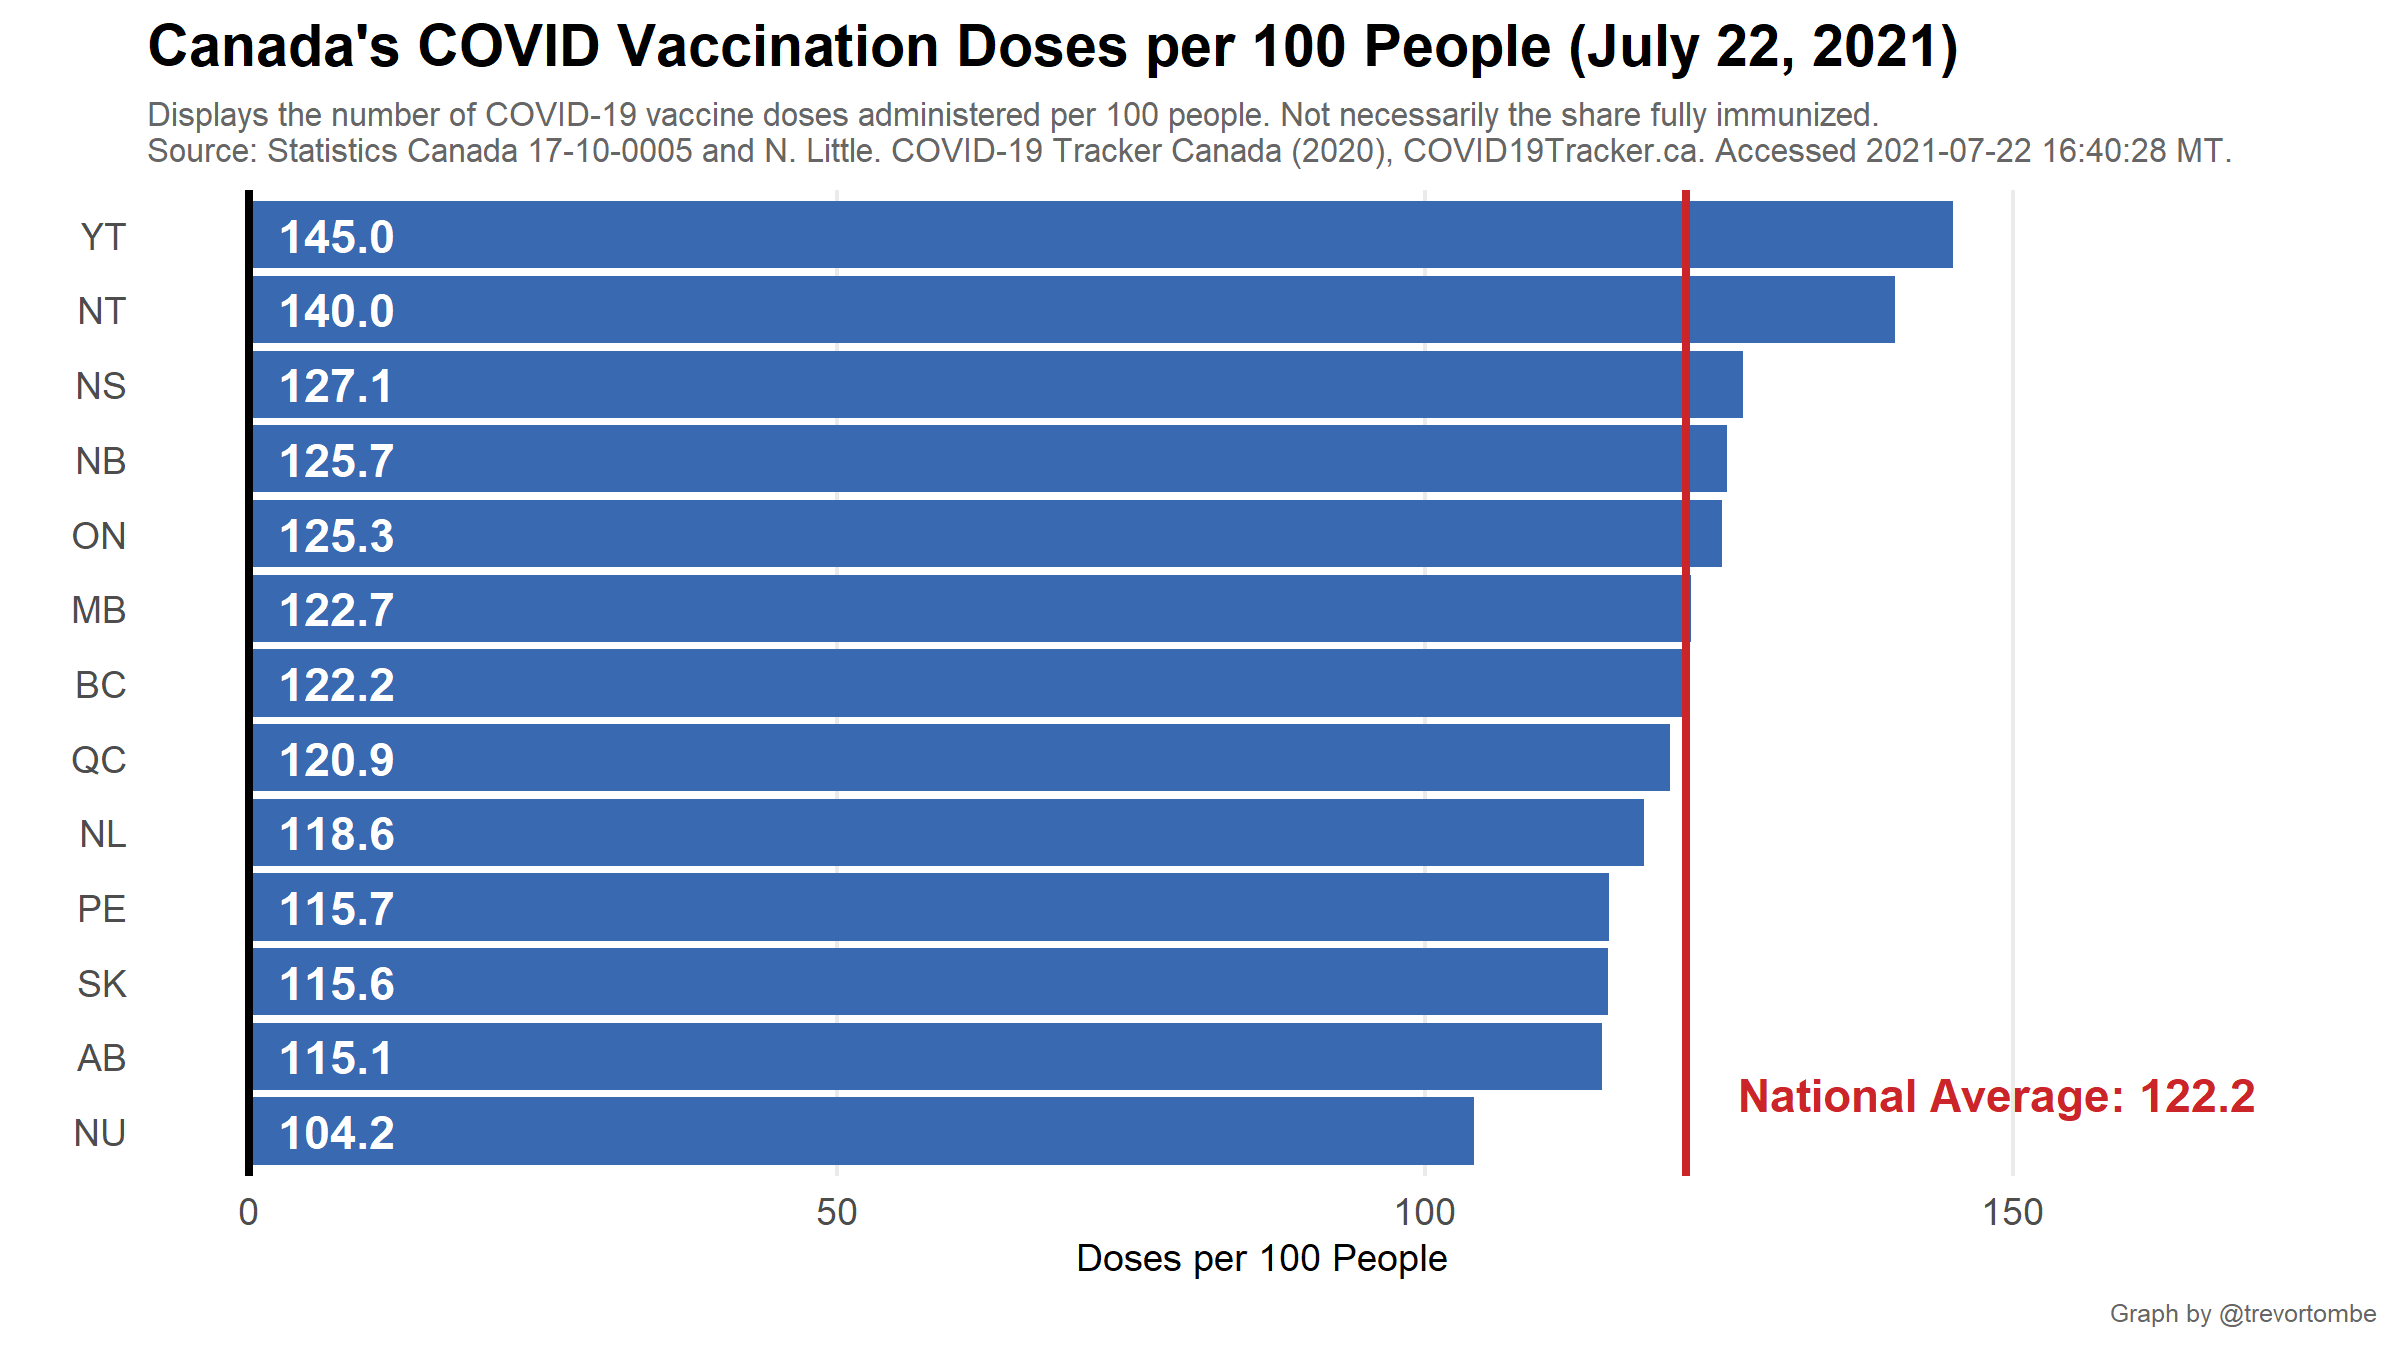 Canada's COVID Vaccination Doses per 100 People (July 22, 2021)
Displays the number of COVID-19 vaccine doses administered per 100 people. Not necessarily the share fully immunized.
Source: Statistics Canada 17-10-0005 and N. Little. COVID-19 Tracker Canada (2020), COVID19Tracker.ca. Accessed 2021-07-22 16:40:28 MT.
YT 145.0
NT 140.0
NS 127.1
NB 125.7
ON 125.3
MB 122.7
BC 122.2
QC 120.9
NL 118.6
PE 115.7
SK 115.6
AB 115.1
National Average: 122.2
NU 104.2
0 50 100 150
Doses per 100 People
Graph by @trevortombe